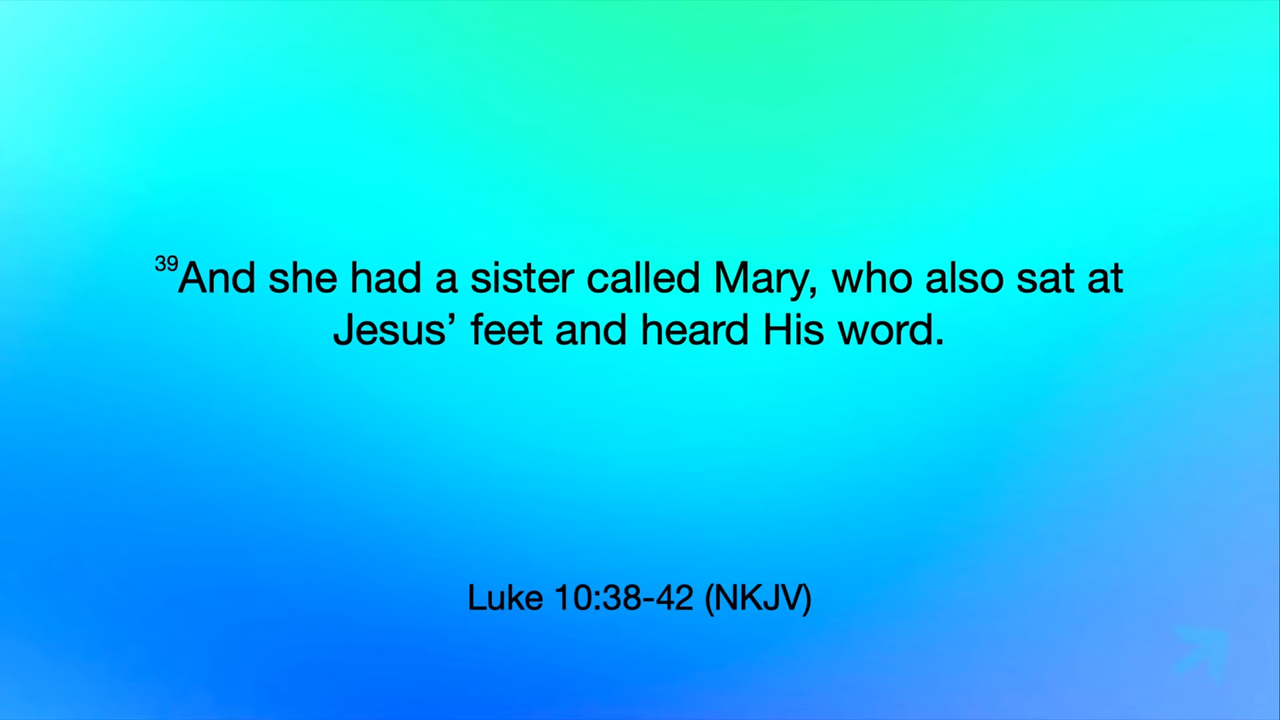 ³⁹And she had a sister called Mary, who also sat at
Jesus’ feet and heard His word.
Luke 10:38-42 (NKJV)